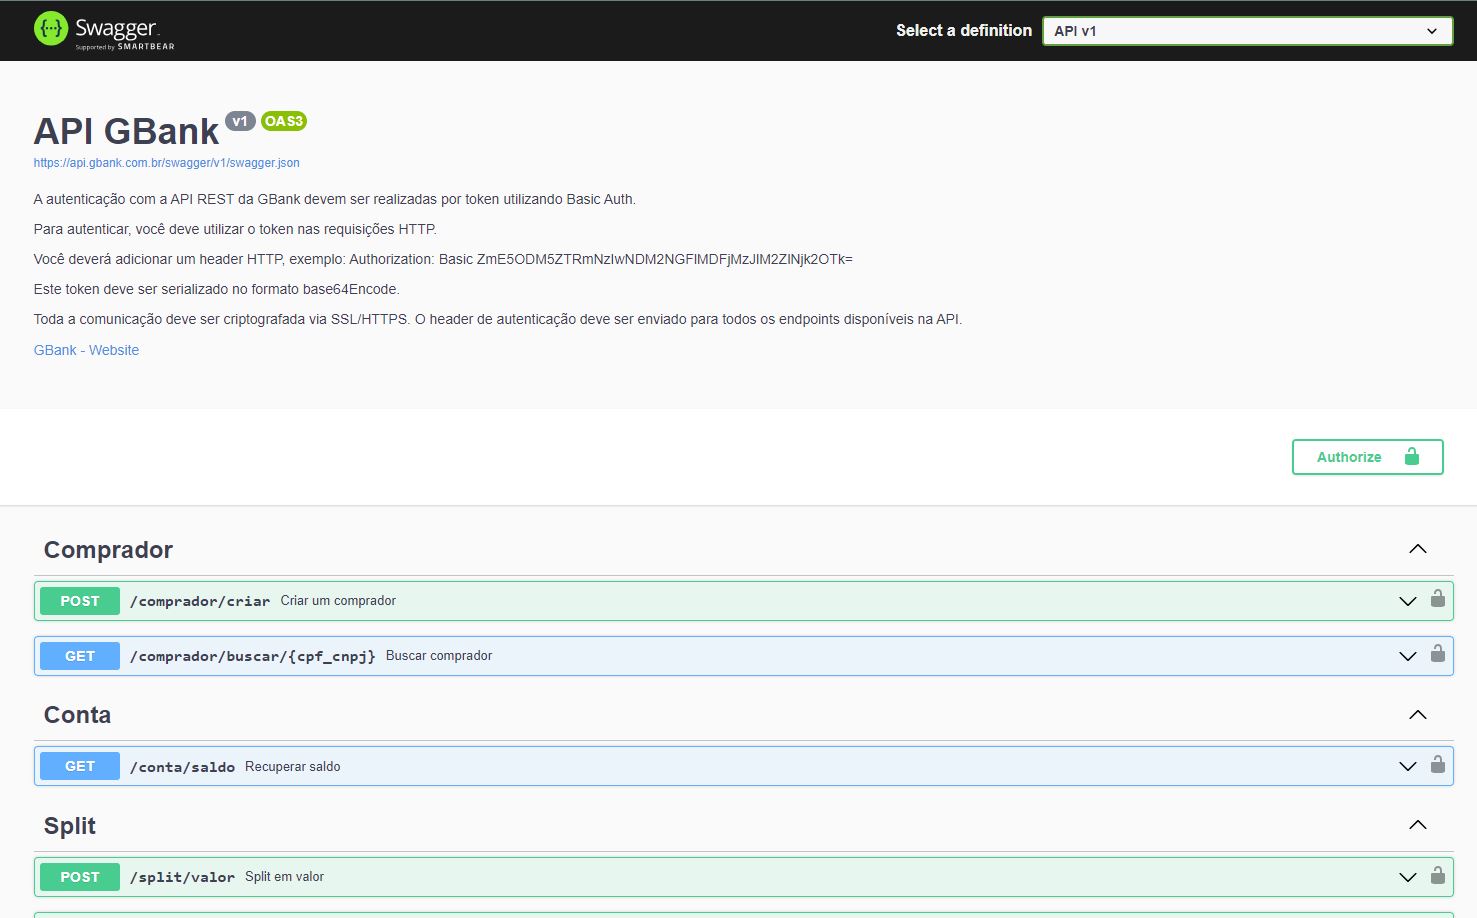 Swagger
Supported by SMARTBEAR
Select a definition
API v1
API GBank v1 OAS3
https://api.gbank.com.br/swagger/v1/swagger.json
A autenticação com a API REST da GBank devem ser realizadas por token utilizando Basic Auth.
Para autenticar, você deve utilizar o token nas requisições HTTP.
Você deverá adicionar um header HTTP, exemplo: Authorization: Basic ZmE5ODM5ZTRmNzIwNDM2NGFlMDFjMzJlM2ZlNjk2OTk=
Este token deve ser serializado no formato base64Encode.
Toda a comunicação deve ser criptografada via SSL/HTTPS. O header de autenticação deve ser enviado para todos os endpoints disponíveis na API.
GBank - Website
Authorize
Comprador
POST /comprador/criar Criar um comprador
GET /comprador/buscar/{cpf_cnpj} Buscar comprador
Conta
GET /conta/saldo Recuperar saldo
Split
POST /split/valor Split em valor